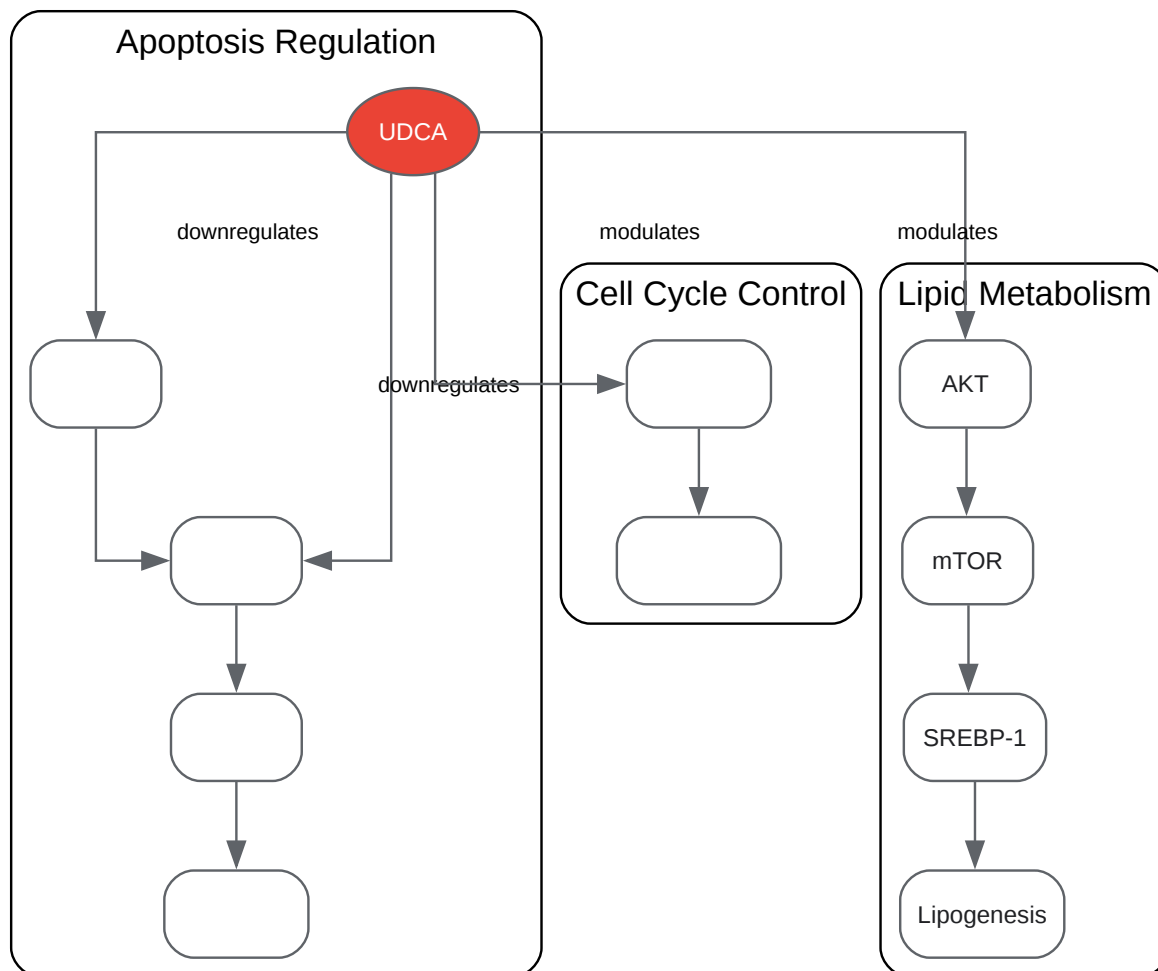 Apoptosis Regulation
UDCA
downregulates
modulates
modulates
Cell Cycle Control
Lipid Metabolism
downregulates
AKT
mTOR
SREBP-1
Lipogenesis